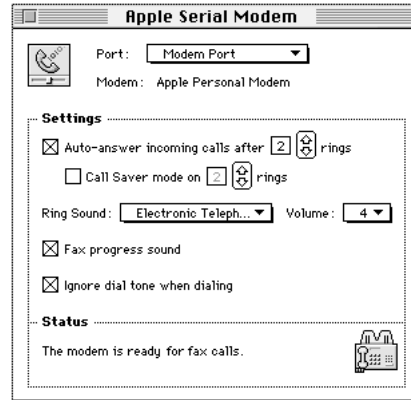 Apple Serial Modem
Port: Modem Port
Modem: Apple Personal Modem
Settings
Auto-answer incoming calls after 2 rings
Call Saver mode on 2 rings
Ring Sound: Electronic Teleph... Volume: 4
Fax progress sound
Ignore dial tone when dialing
Status
The modem is ready for fax calls.